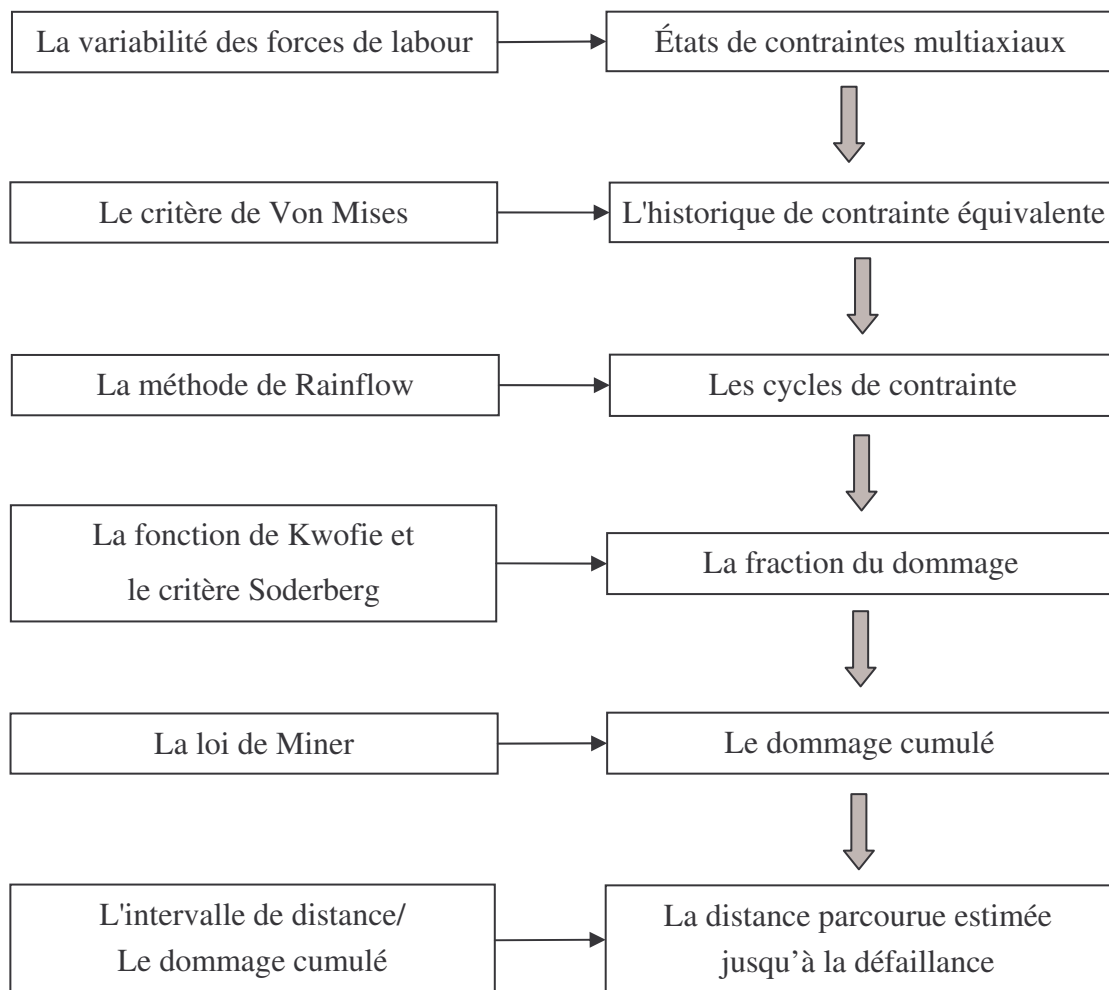 La variabilité des forces de labour
États de contraintes multiaxiaux
Le critère de Von Mises
L'historique de contrainte équivalente
La méthode de Rainflow
Les cycles de contrainte
La fonction de Kwofie et
le critère Soderberg
La fraction du dommage
La loi de Miner
Le dommage cumulé
L'intervalle de distance/
Le dommage cumulé
La distance parcourue estimée
jusqu’à la défaillance